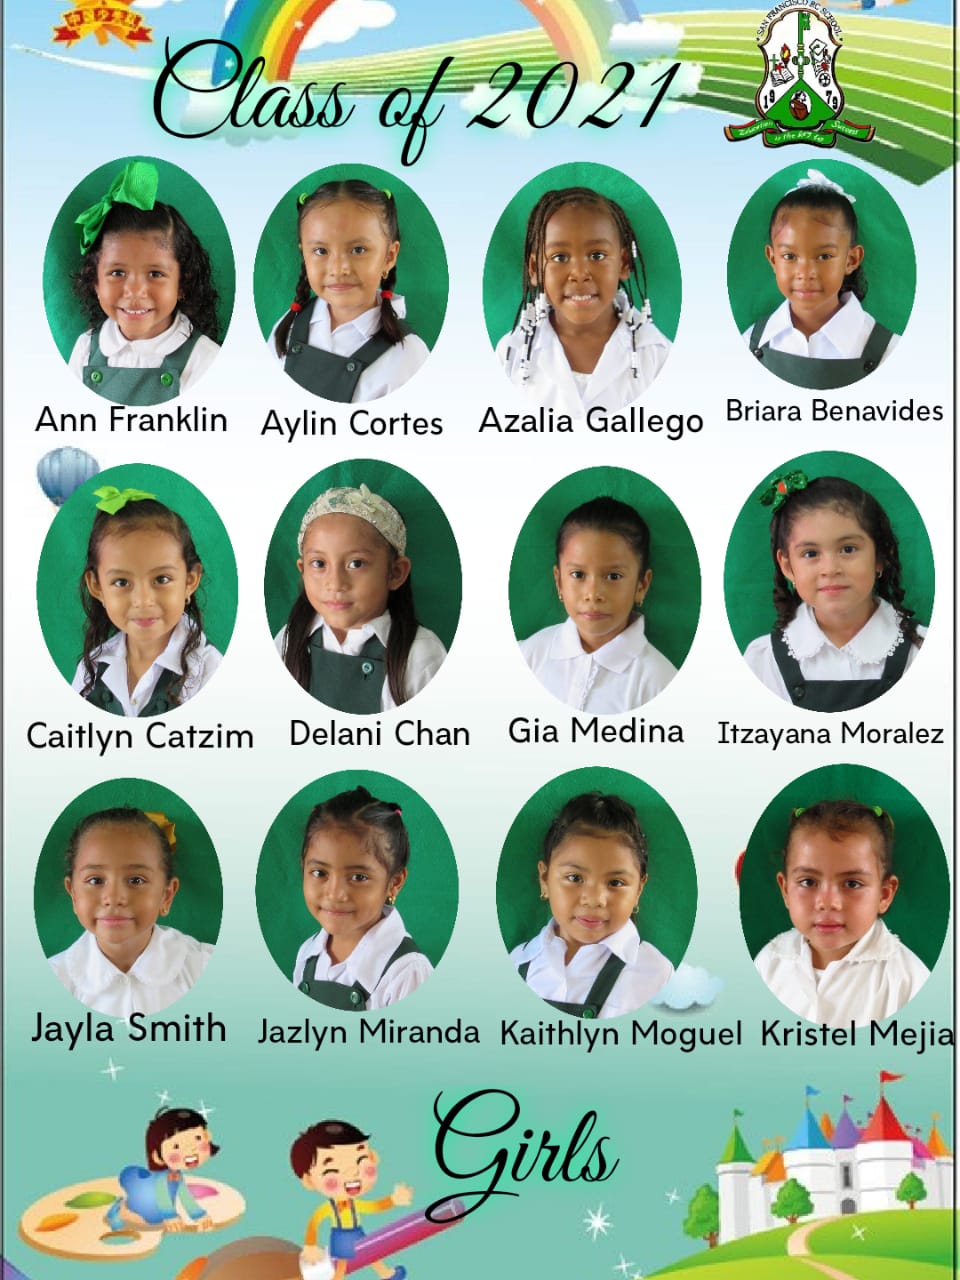 2021
SAN FRANCISCO RC SCHOOL
Class of 2021
1979
Education is the key to Success
Ann Franklin
Aylin Cortes
Azalia Gallego
Briara Benavides
Caitlyn Catzim
Delani Chan
Gia Medina
Itzayana Moralez
Jayla Smith
Jazlyn Miranda
Kaithlyn Moguel
Kristel Mejia
Girls